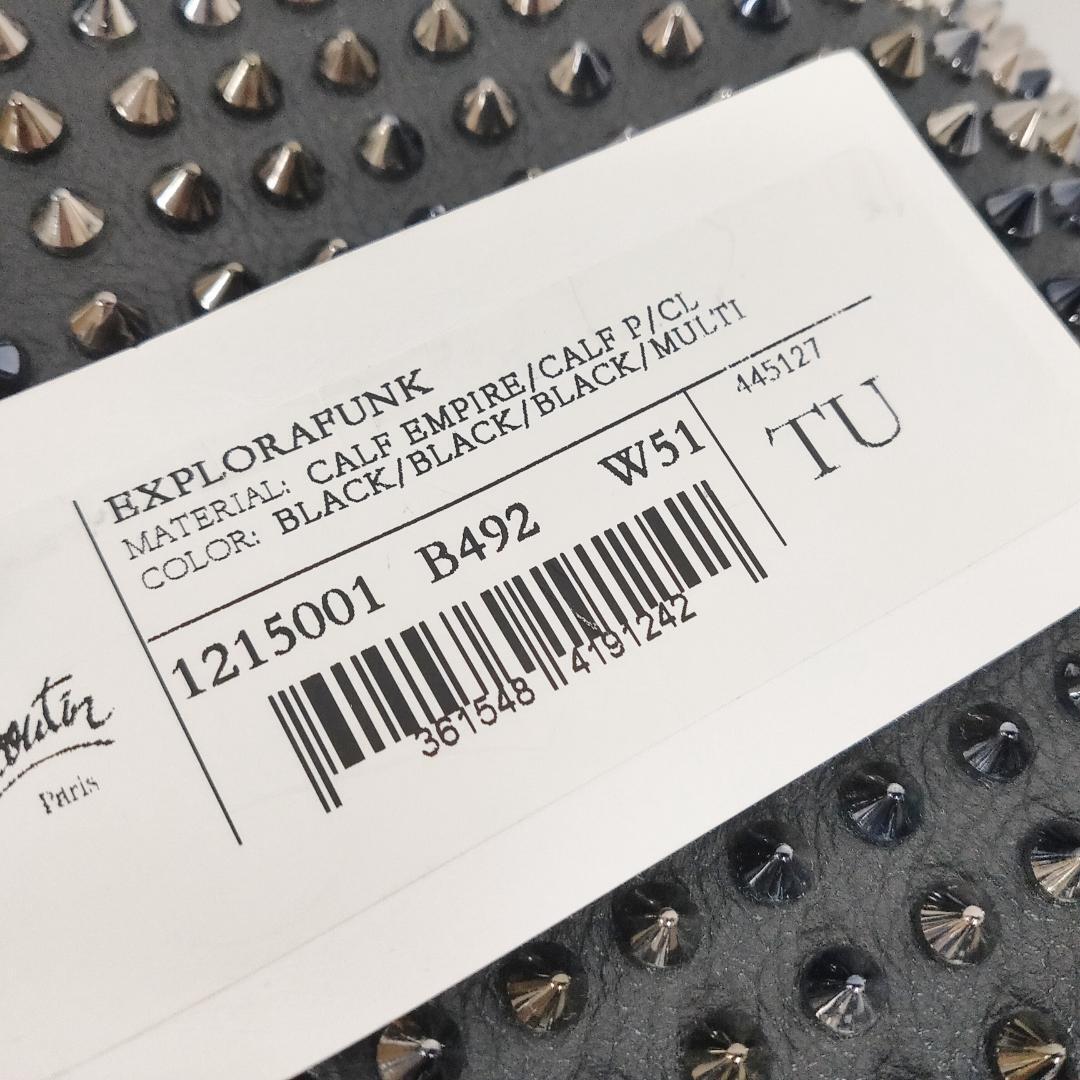 EXPLORAFUNK
MATERIAL: CALF EMPIRE/CALF P/CL
COLOR: BLACK/BLACK/BLACK/MULTI
445127
TU
1215001 B492 W51
361548 4191242
Paris